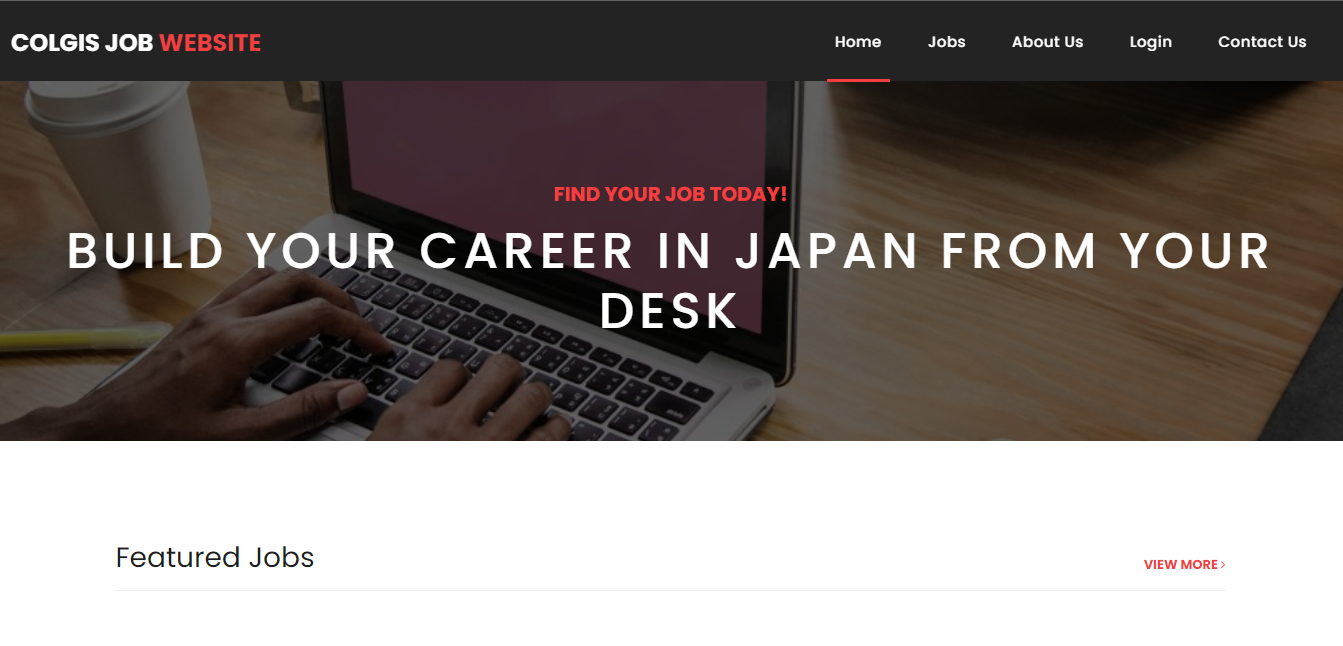 COLGIS JOB WEBSITE
Home Jobs About Us Login Contact Us
FIND YOUR JOB TODAY!
BUILD YOUR CAREER IN JAPAN FROM YOUR
DESK
Featured Jobs
VIEW MORE